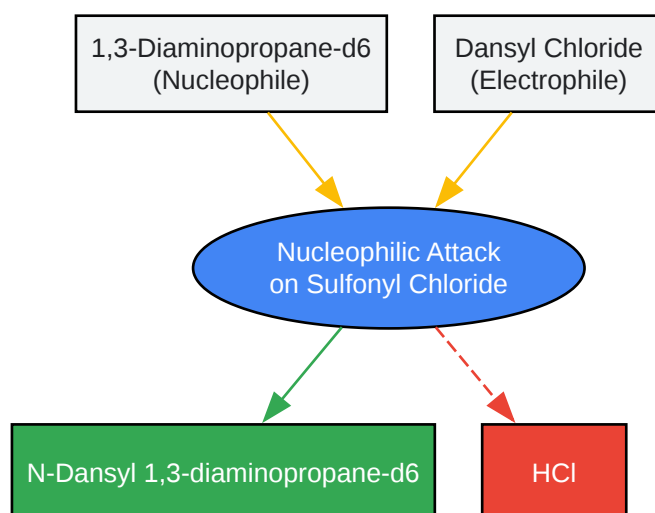 1,3-Diaminopropane-d6
(Nucleophile)
Dansyl Chloride
(Electrophile)
Nucleophilic Attack
on Sulfonyl Chloride
N-Dansyl 1,3-diaminopropane-d6
HCl